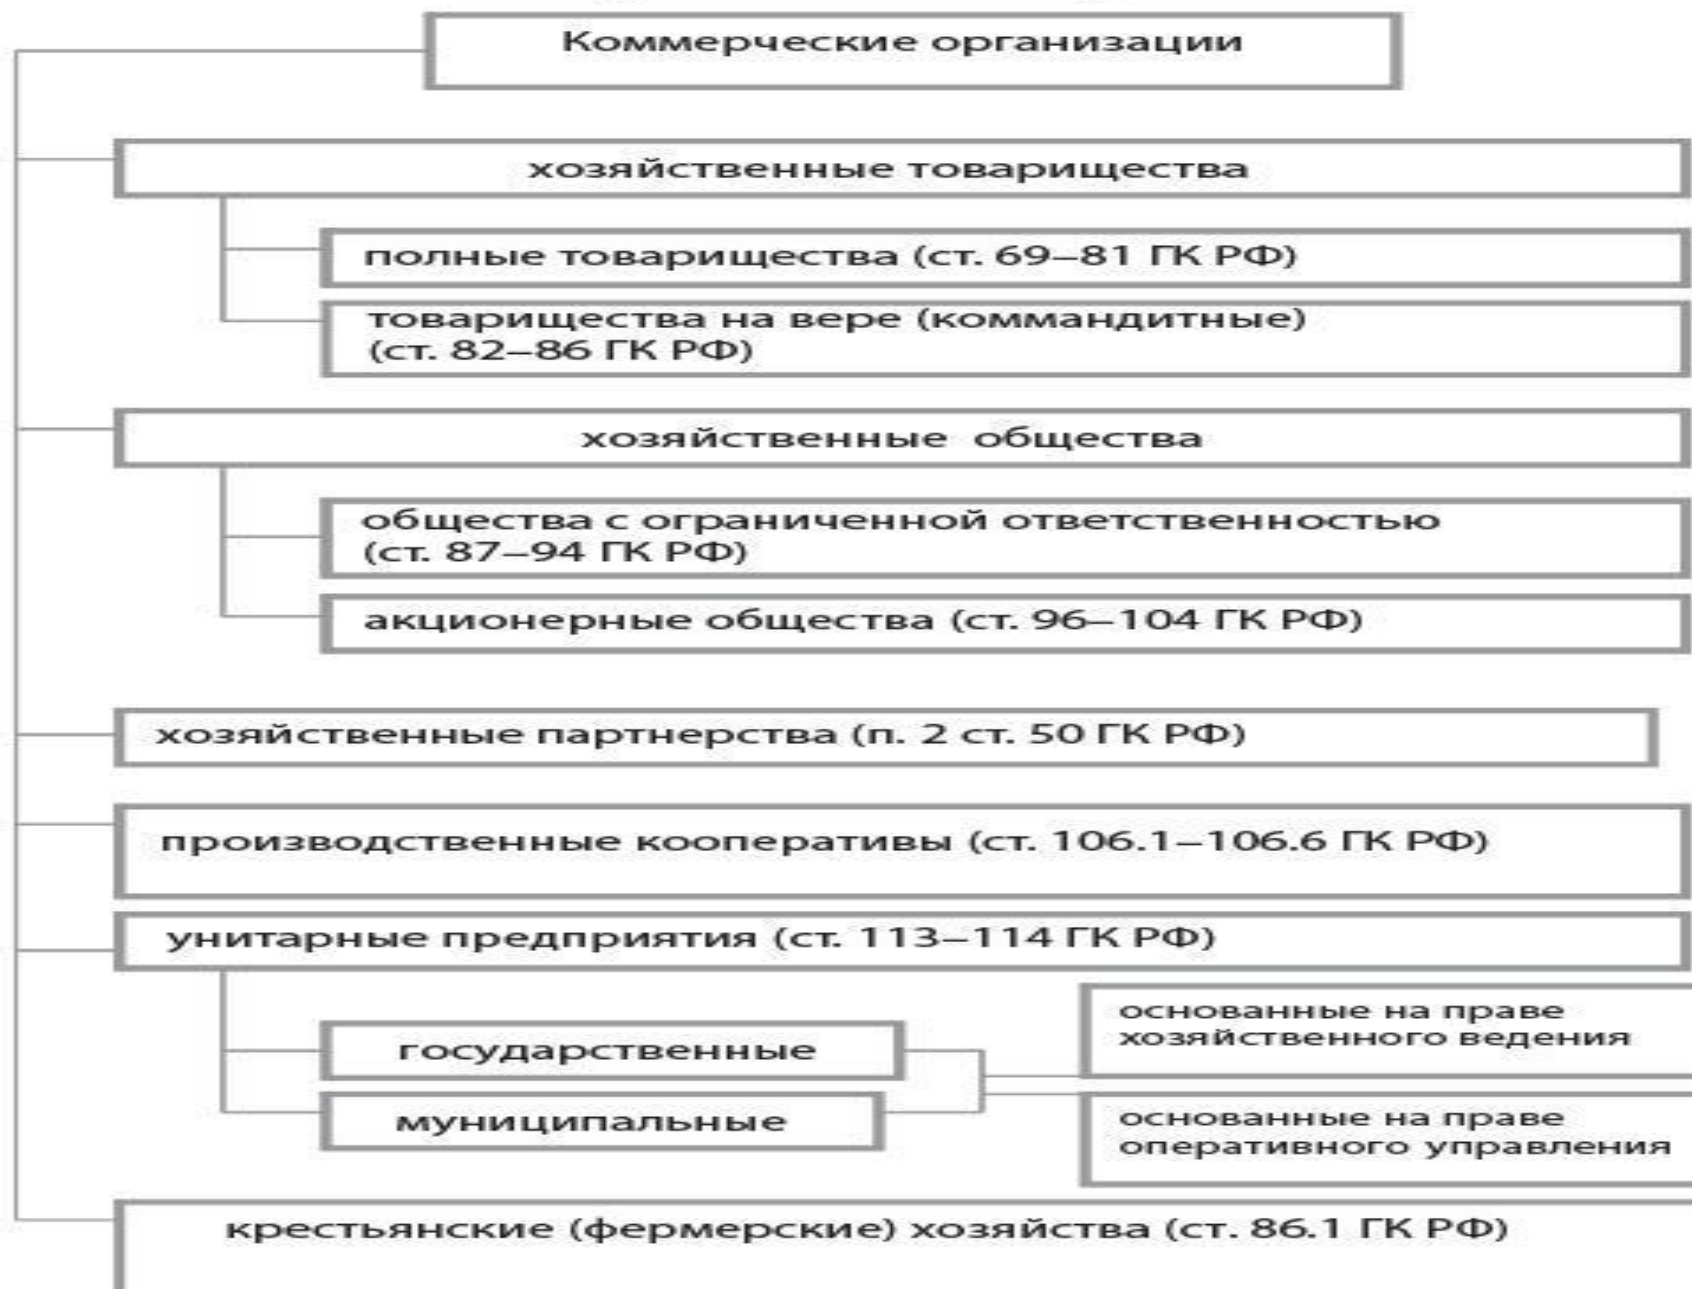 Коммерческие организации
хозяйственные товарищества
полные товарищества (ст. 69–81 ГК РФ)
товарищества на вере (коммандитные)
(ст. 82–86 ГК РФ)
хозяйственные общества
общества с ограниченной ответственностью
(ст. 87–94 ГК РФ)
акционерные общества (ст. 96–104 ГК РФ)
хозяйственные партнерства (п. 2 ст. 50 ГК РФ)
производственные кооперативы (ст. 106.1–106.6 ГК РФ)
унитарные предприятия (ст. 113–114 ГК РФ)
государственные
муниципальные
основанные на праве
хозяйственного ведения
основанные на праве
оперативного управления
крестьянские (фермерские) хозяйства (ст. 86.1 ГК РФ)